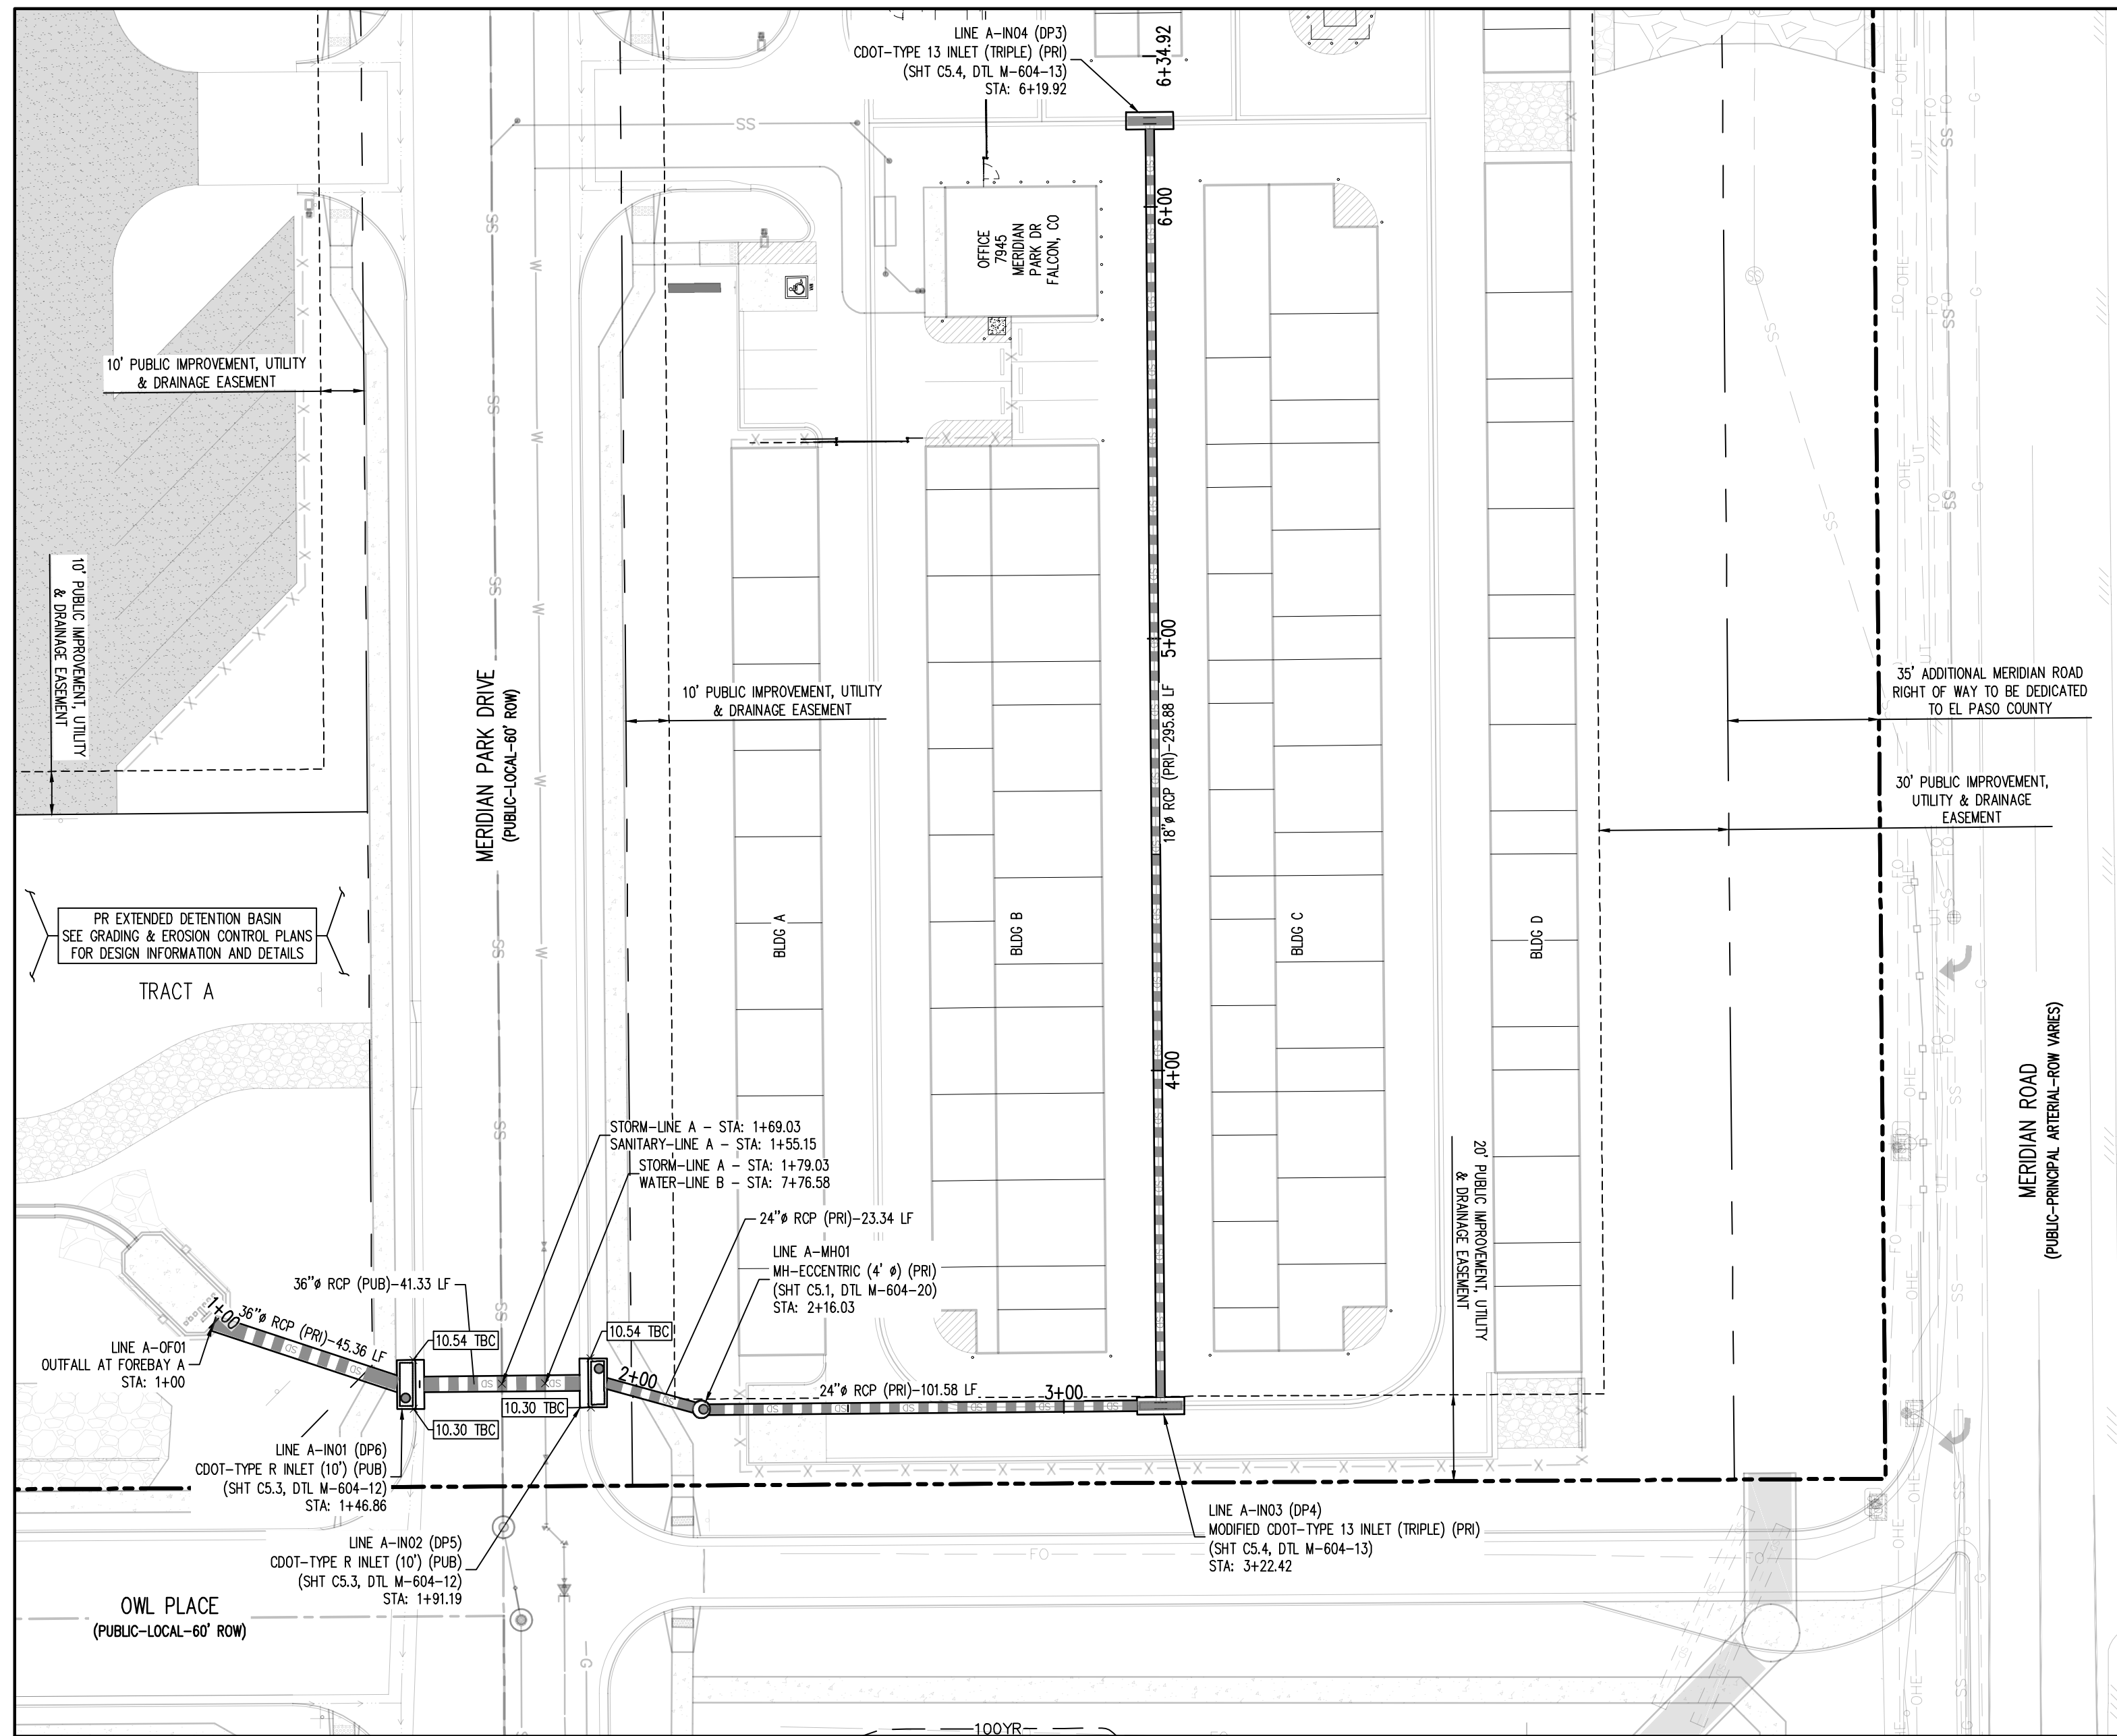 LINE A-IN04 (DP3)
CDOT-TYPE 13 INLET (TRIPLE) (PRI)
(SHT C5.4, DTL M-604-13)
STA: 6+19.92
6+34.92
6+00
OFFICE
7945
MERIDIAN
PARK DR
FALCON, CO
10' PUBLIC IMPROVEMENT, UTILITY
& DRAINAGE EASEMENT
10' PUBLIC IMPROVEMENT, UTILITY
& DRAINAGE EASEMENT
MERIDIAN PARK DRIVE
(PUBLIC-LOCAL-60' ROW)
10' PUBLIC IMPROVEMENT, UTILITY
& DRAINAGE EASEMENT
5+00
18"ø RCP (PRI)-295.88 LF
4+00
35' ADDITIONAL MERIDIAN ROAD
RIGHT OF WAY TO BE DEDICATED
TO EL PASO COUNTY
30' PUBLIC IMPROVEMENT,
UTILITY & DRAINAGE
EASEMENT
PR EXTENDED DETENTION BASIN
SEE GRADING & EROSION CONTROL PLANS
FOR DESIGN INFORMATION AND DETAILS
TRACT A
BLDG A
BLDG B
BLDG C
BLDG D
MERIDIAN ROAD
(PUBLIC-PRINCIPAL ARTERIAL-ROW VARIES)
STORM-LINE A - STA: 1+69.03
SANITARY-LINE A - STA: 1+55.15
STORM-LINE A - STA: 1+79.03
WATER-LINE B - STA: 7+76.58
24"ø RCP (PRI)-23.34 LF
LINE A-MH01
MH-ECCENTRIC (4' ø) (PRI)
(SHT C5.1, DTL M-604-20)
STA: 2+16.03
20' PUBLIC IMPROVEMENT, UTILITY
& DRAINAGE EASEMENT
36"ø RCP (PUB)-41.33 LF
1+00
36"ø RCP (PRI)-45.36 LF
LINE A-OF01
OUTFALL AT FOREBAY A
STA: 1+00
10.54 TBC
10.54 TBC
2+00
24"ø RCP (PRI)-101.58 LF
3+00
10.30 TBC
10.30 TBC
LINE A-IN01 (DP6)
CDOT-TYPE R INLET (10') (PUB)
(SHT C5.3, DTL M-604-12)
STA: 1+46.86
LINE A-IN02 (DP5)
CDOT-TYPE R INLET (10') (PUB)
(SHT C5.3, DTL M-604-12)
STA: 1+91.19
LINE A-IN03 (DP4)
MODIFIED CDOT-TYPE 13 INLET (TRIPLE) (PRI)
(SHT C5.4, DTL M-604-13)
STA: 3+22.42
OWL PLACE
(PUBLIC-LOCAL-60' ROW)
100YR